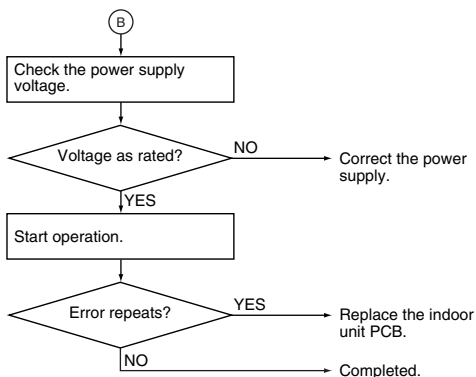 B
Check the power supply
voltage.
Voltage as rated?
NO
Correct the power
supply.
YES
Start operation.
Error repeats?
YES
Replace the indoor
unit PCB.
NO
Completed.